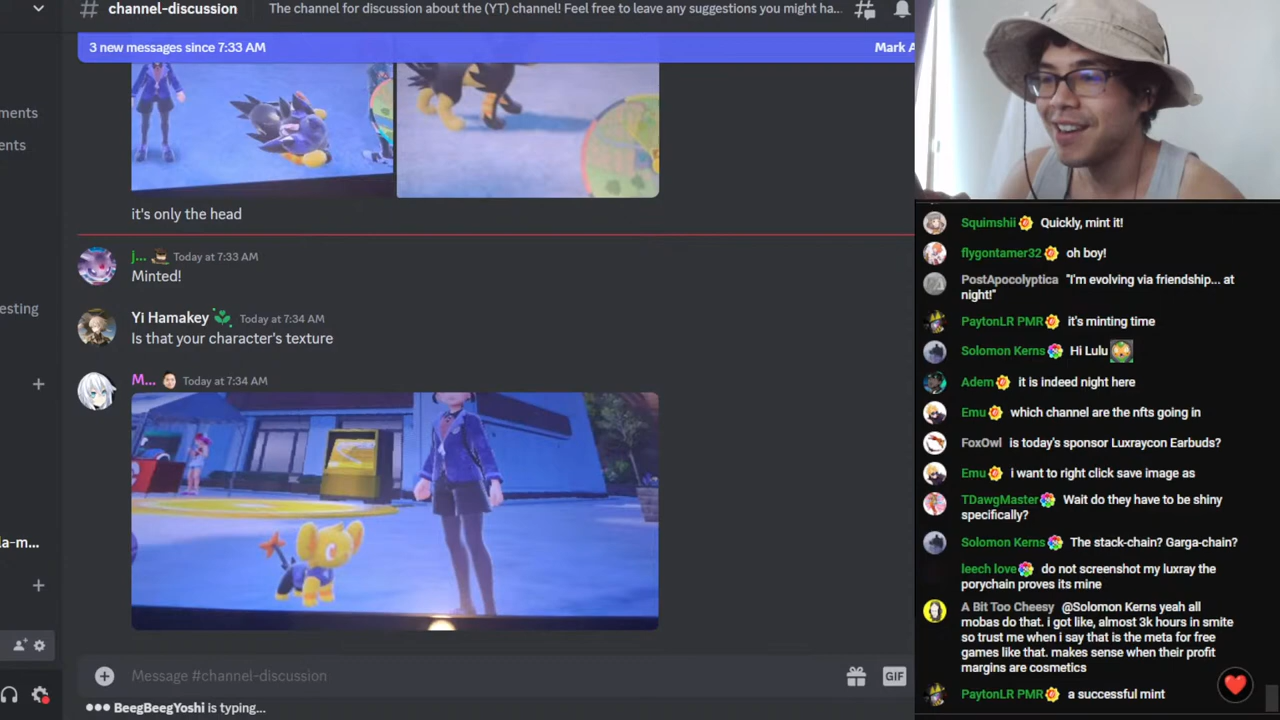 # channel-discussion
The channel for discussion about the (YT) channel! Feel free to leave any suggestions you might ha...
3 new messages since 7:33 AM
Mark A
ments
ents
esting
la-m...
it's only the head
j... Today at 7:33 AM
Minted!
Yi Hamakey Today at 7:34 AM
Is that your character's texture
M... Today at 7:34 AM
Message #channel-discussion
GIF
BeegBeegYoshi is typing...
Squimshii Quickly, mint it!
flygontamer32 oh boy!
PostApocolyptica "I'm evolving via friendship... at
night!"
PaytonLR PMR it's minting time
Solomon Kerns Hi Lulu
Adem it is indeed night here
Emu which channel are the nfts going in
FoxOwl is today's sponsor Luxraycon Earbuds?
Emu i want to right click save image as
TDawgMaster Wait do they have to be shiny
specifically?
Solomon Kerns The stack-chain? Garga-chain?
leech love do not screenshot my luxray the
porychain proves its mine
A Bit Too Cheesy @Solomon Kerns yeah all
mobas do that. i got like, almost 3k hours in smite
so trust me when i say that is the meta for free
games like that. makes sense when their profit
margins are cosmetics
PaytonLR PMR a successful mint